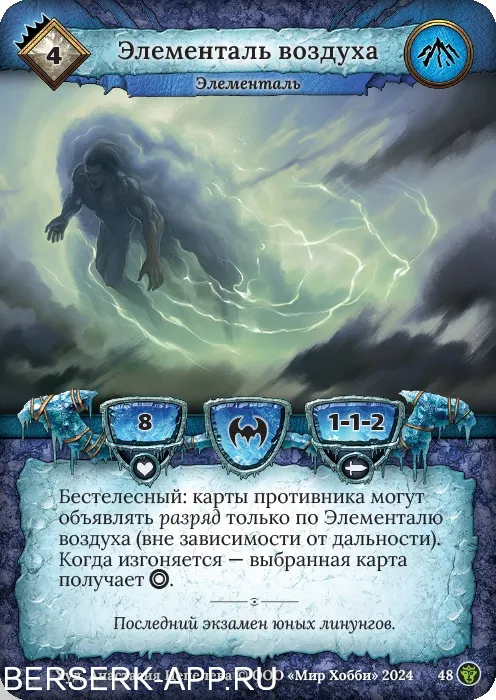 4
Элементаль воздуха
Элементаль
8
1-1-2
Бестелесный: карты противника могут
объявлять разряд только по Элементалю
воздуха (вне зависимости от дальности).
Когда изгоняется — выбранная карта
получает
.
Последний экзамен юных линунгов.
Анастасия
ООО «Мир Хобби» 2024
48
BERSERK-APP.RU